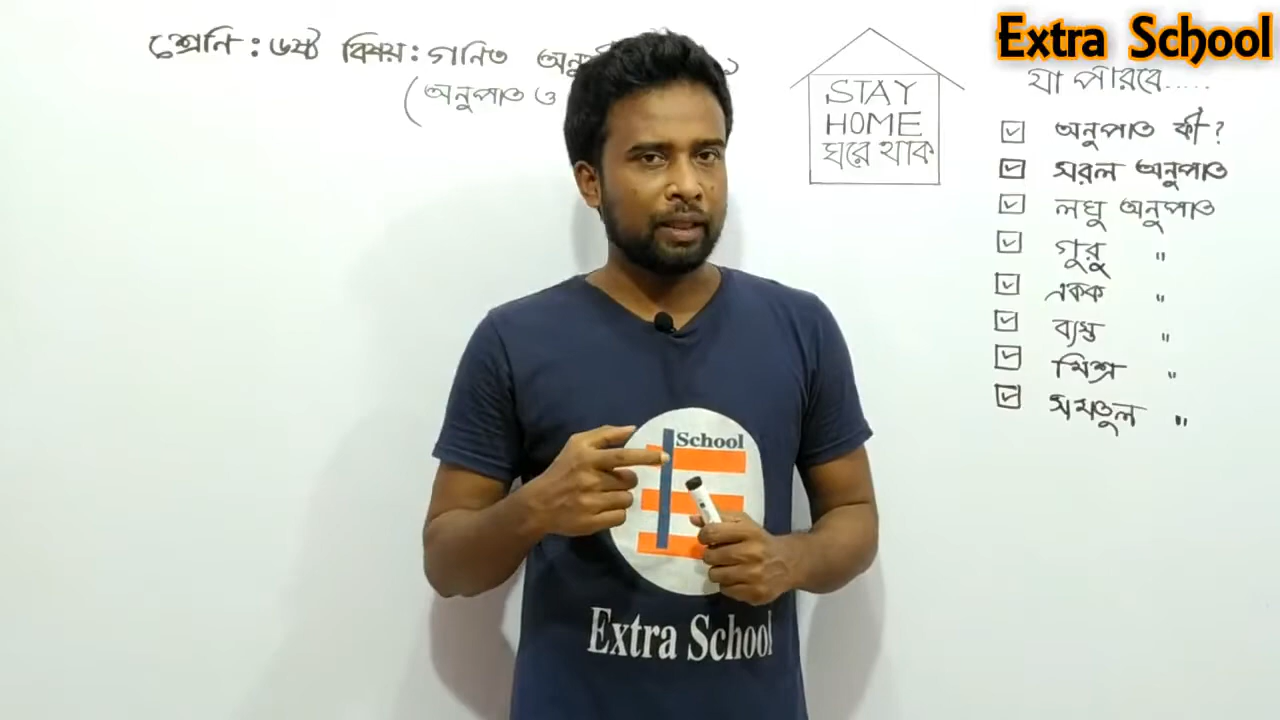 Extra School
শ্রেনি : ৬ষ্ঠ বিষয় : গনিত
(অনুপাত ও
STAY
HOME
ঘরে থাক
যা পারবে.....
অনুপাত কী?
সরল অনুপাত
লঘু অনুপাত
গুরু "
একক "
ব্যস্ত "
মিশ্র "
সমতুল "
School
Extra School